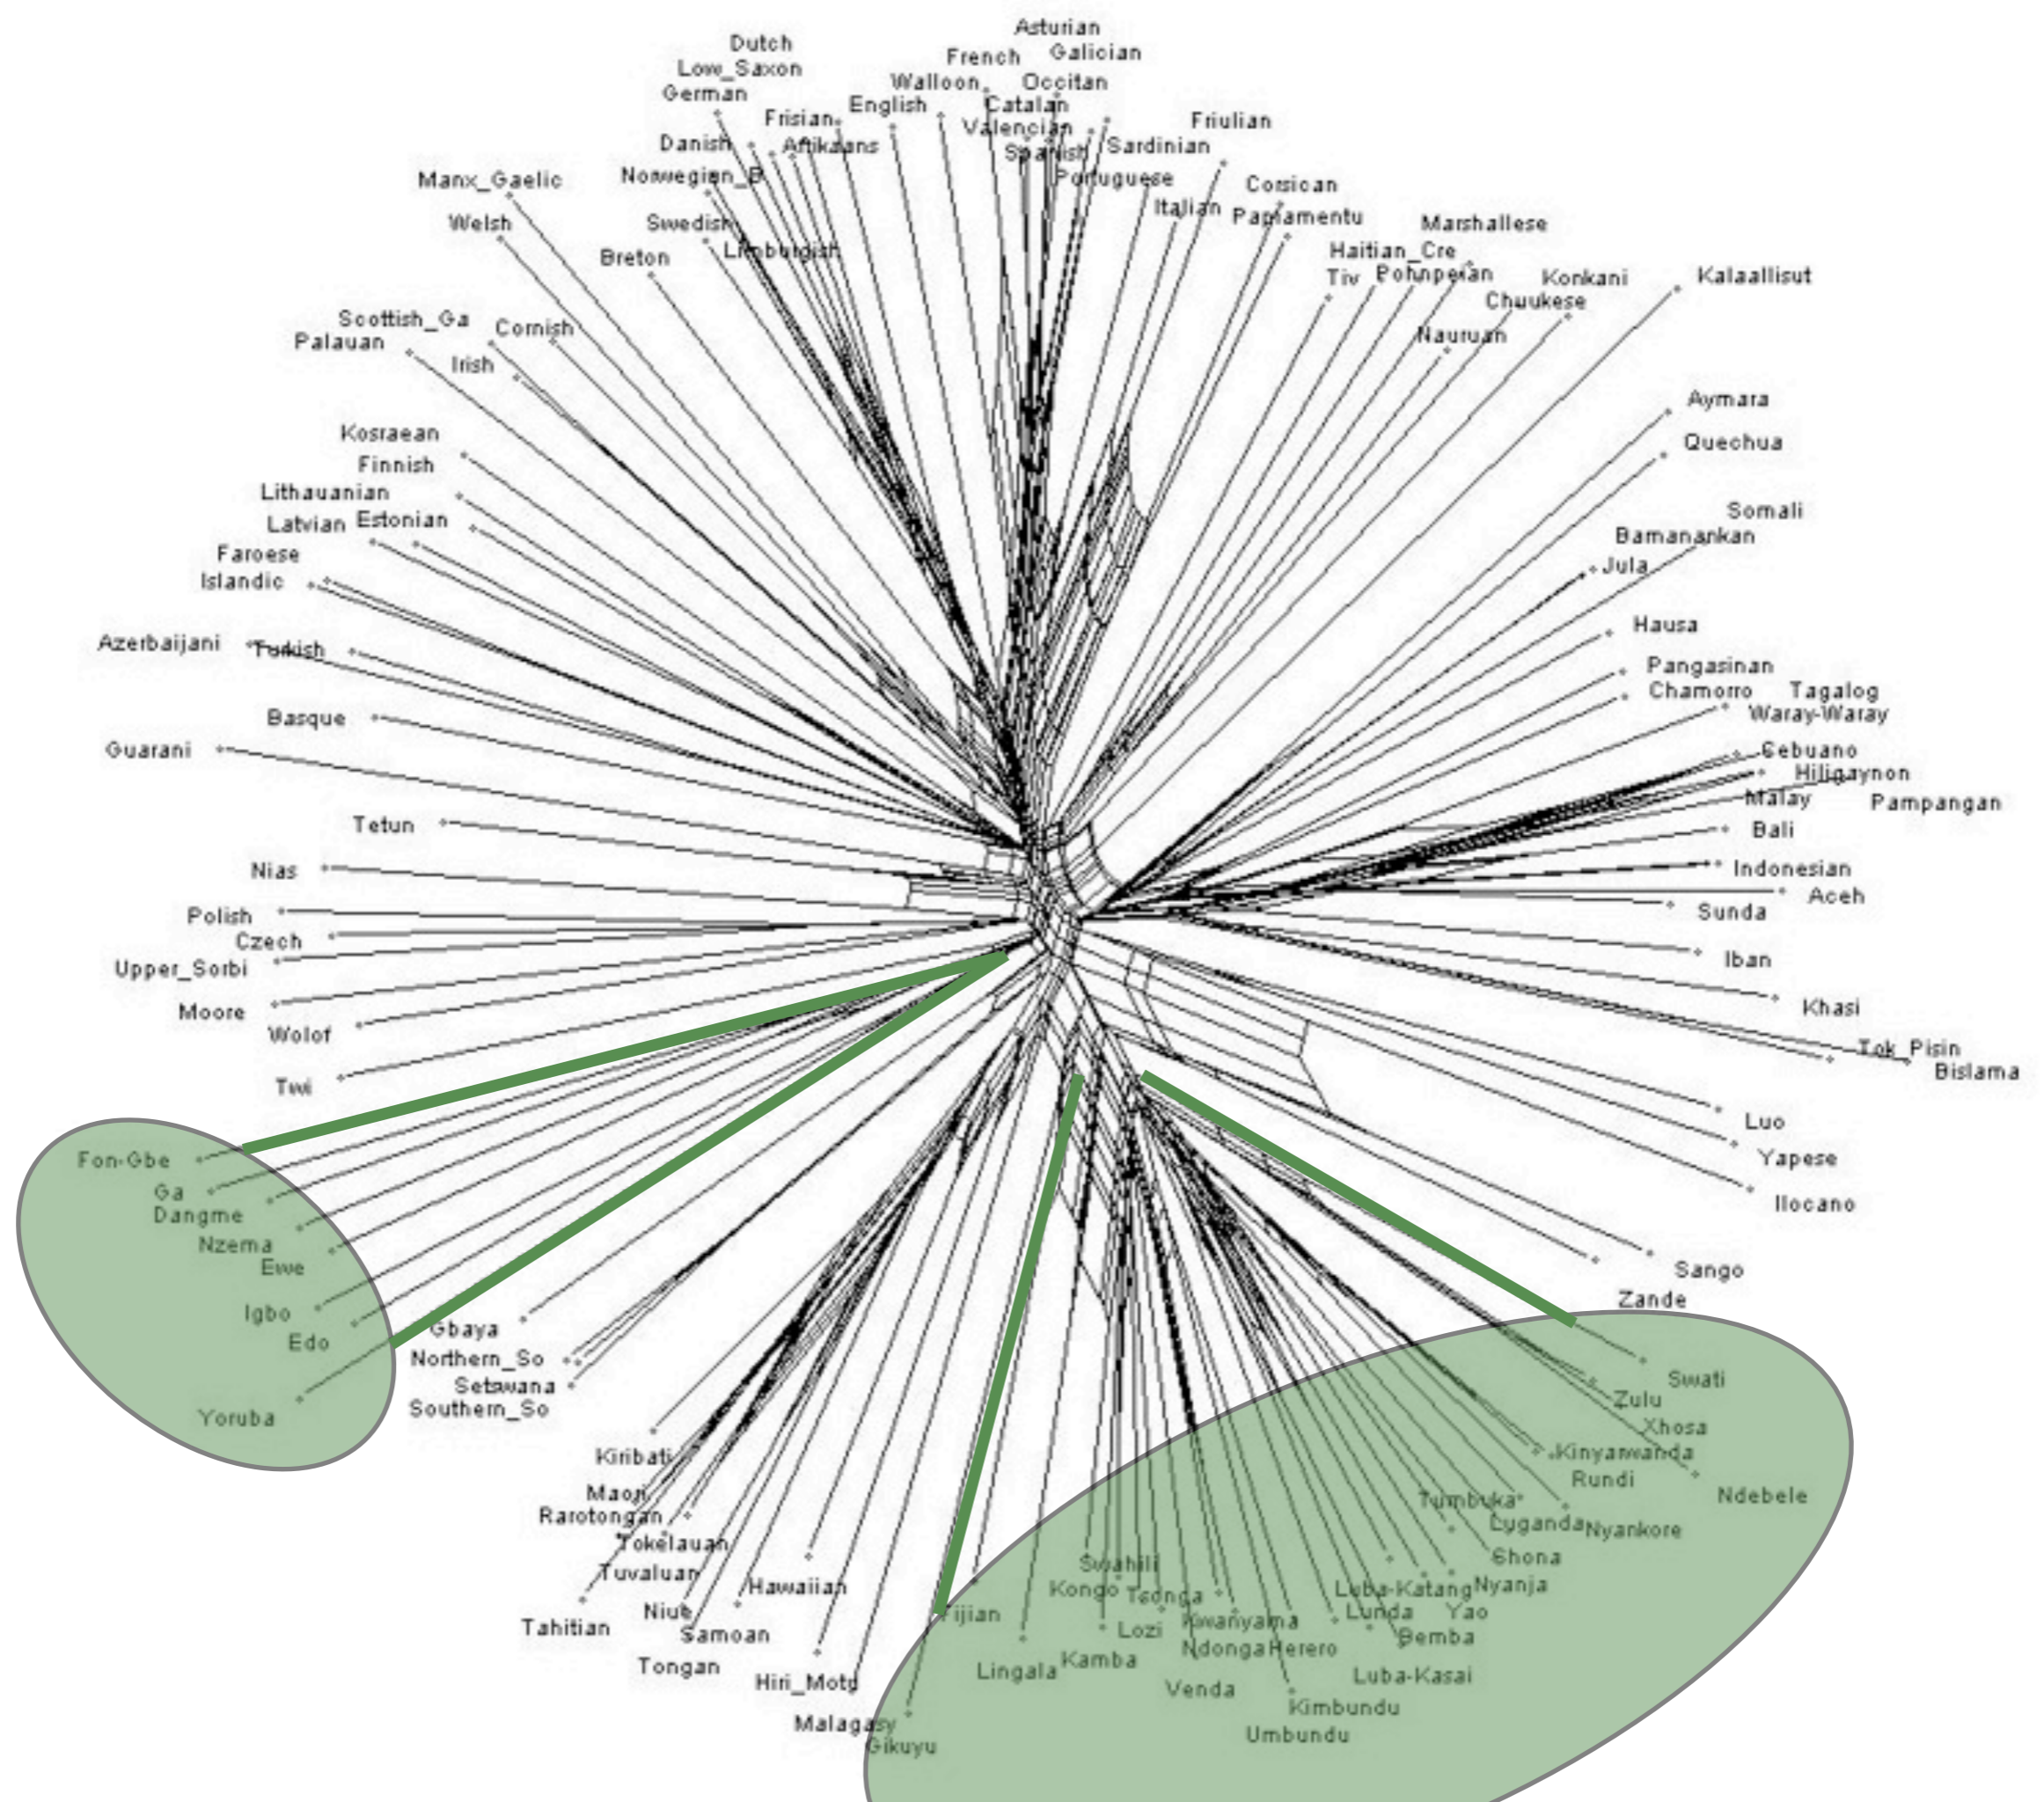 Asturian
Dutch
French
Galician
Low_Saxon
Walloon
Occitan
German
English
Catalan
Frisian
Valencian
Friulian
Danish
Afrikaans
Spanish
Sardinian
Manx_Gaelic
Norwegian_B
Portuguese
Corsican
Welsh
Swedish
Italian
Papiamentu
Marshallese
Breton
Limburgish
Haitian_Cre
Tiv
Pohnpeian
Konkani
Kalaallisut
Scottish_Ga
Cornish
Chuukese
Palauan
Irish
Nauruan
Aymara
Kosraean
Quechua
Finnish
Lithauanian
Somali
Latvian
Estonian
Bamanankan
Faroese
Jula
Islandic
Hausa
Azerbaijani
Turkish
Pangasinan
Chamorro
Tagalog
Basque
Waray-Waray
Guarani
Cebuano
Hiligaynon
Malay
Pampangan
Tetun
Bali
Nias
Indonesian
Aceh
Polish
Sunda
Czech
Upper_Sorbi
Iban
Moore
Khasi
Wolof
Tok_Pisin
Twi
Bislama
Luo
Fon-Gbe
Yapese
Ga
Ilocano
Dangme
Nzema
Ewe
Sango
Igbo
Zande
Edo
Gbaya
Northern_So
Swati
Setswana
Zulu
Southern_So
Yoruba
Xhosa
Kiribati
Kinyarwanda
Rundi
Maori
Ndebele
Tumbuka
Rarotongan
Luganda
Nyankore
Tokelauan
Shona
Swahili
Tuvaluan
Hawaiian
Kongo
Tsonga
Luba-Katang
Nyanja
Niue
Fijian
Kwanyama
Lunda
Yao
Tahitian
Samoan
Lozi
Ndonga
Herero
Bemba
Tongan
Lingala
Kamba
Luba-Kasai
Hiri_Motu
Venda
Kimbundu
Malagasy
Umbundu
Gikuyu